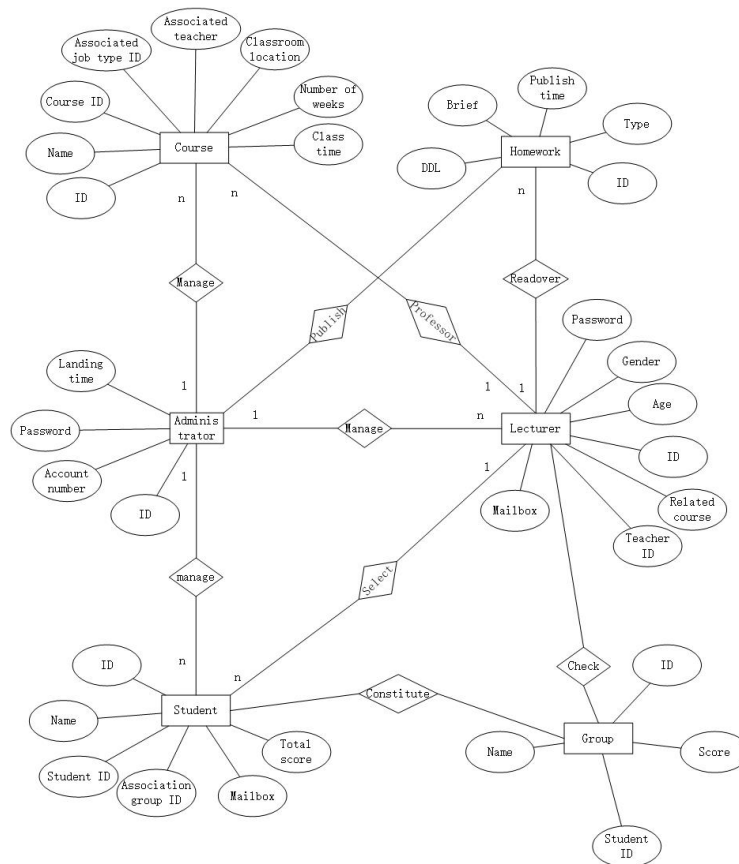 Associated
teacher
Associated
job type ID
Classroom
location
Course ID
Number of
weeks
Name
Course
Class
time
ID
n
n
Publish
time
Brief
Type
Homework
DDL
ID
n
Manage
Readover
Publish
Professor
Password
Landing
time
Gender
1
1
1
Age
Password
Adminis
trator
1
Manage
n
Lecturer
Account
number
1
1
ID
ID
Mailbox
Related
course
Teacher
ID
manage
Select
n
n
ID
Check
ID
Constitute
Name
Student
Total
score
Student ID
Association
group ID
Mailbox
Group
Name
Score
Student
ID